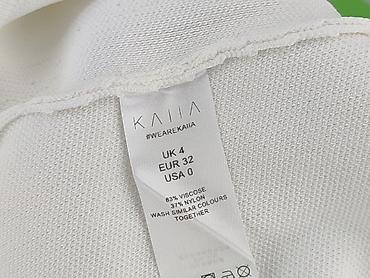 KAIIA
#WEAREKAIIA
UK 4
EUR 32
USA 0
63% VISCOSE
37% NYLON
WASH SIMILAR COLOURS
TOGETHER